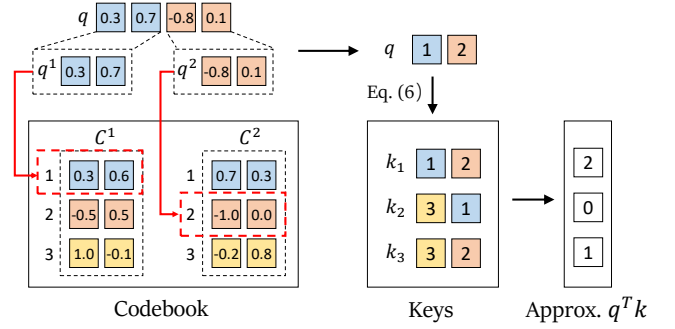 q 0.3 0.7 -0.8 0.1
q¹ 0.3 0.7 q² -0.8 0.1
q 1 2
Eq. (6)
C¹ C²
1 0.3 0.6 1 0.7 0.3
2 -0.5 0.5 2 -1.0 0.0
3 1.0 -0.1 3 -0.2 0.8
Codebook
k₁ 1 2
k₂ 3 1
k₃ 3 2
Keys
2
0
1
Approx. qᵀk